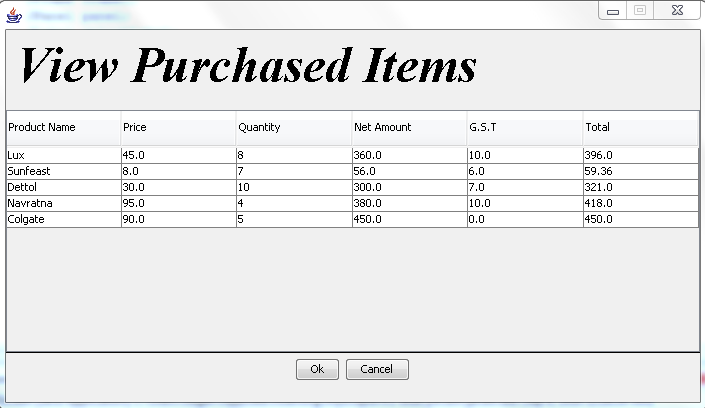 View Purchased Items
Product Name Price Quantity Net Amount G.S.T Total
Lux 45.0 8 360.0 10.0 396.0
Sunfeast 8.0 7 56.0 6.0 59.36
Dettol 30.0 10 300.0 7.0 321.0
Navratna 95.0 4 380.0 10.0 418.0
Colgate 90.0 5 450.0 0.0 450.0
Ok Cancel